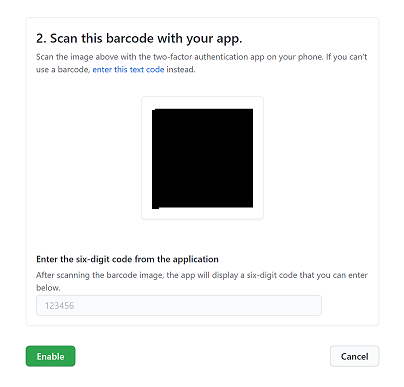 2. Scan this barcode with your app.
Scan the image above with the two-factor authentication app on your phone. If you can't
use a barcode, enter this text code instead.
Enter the six-digit code from the application
After scanning the barcode image, the app will display a six-digit code that you can enter
below.
123456
Enable
Cancel